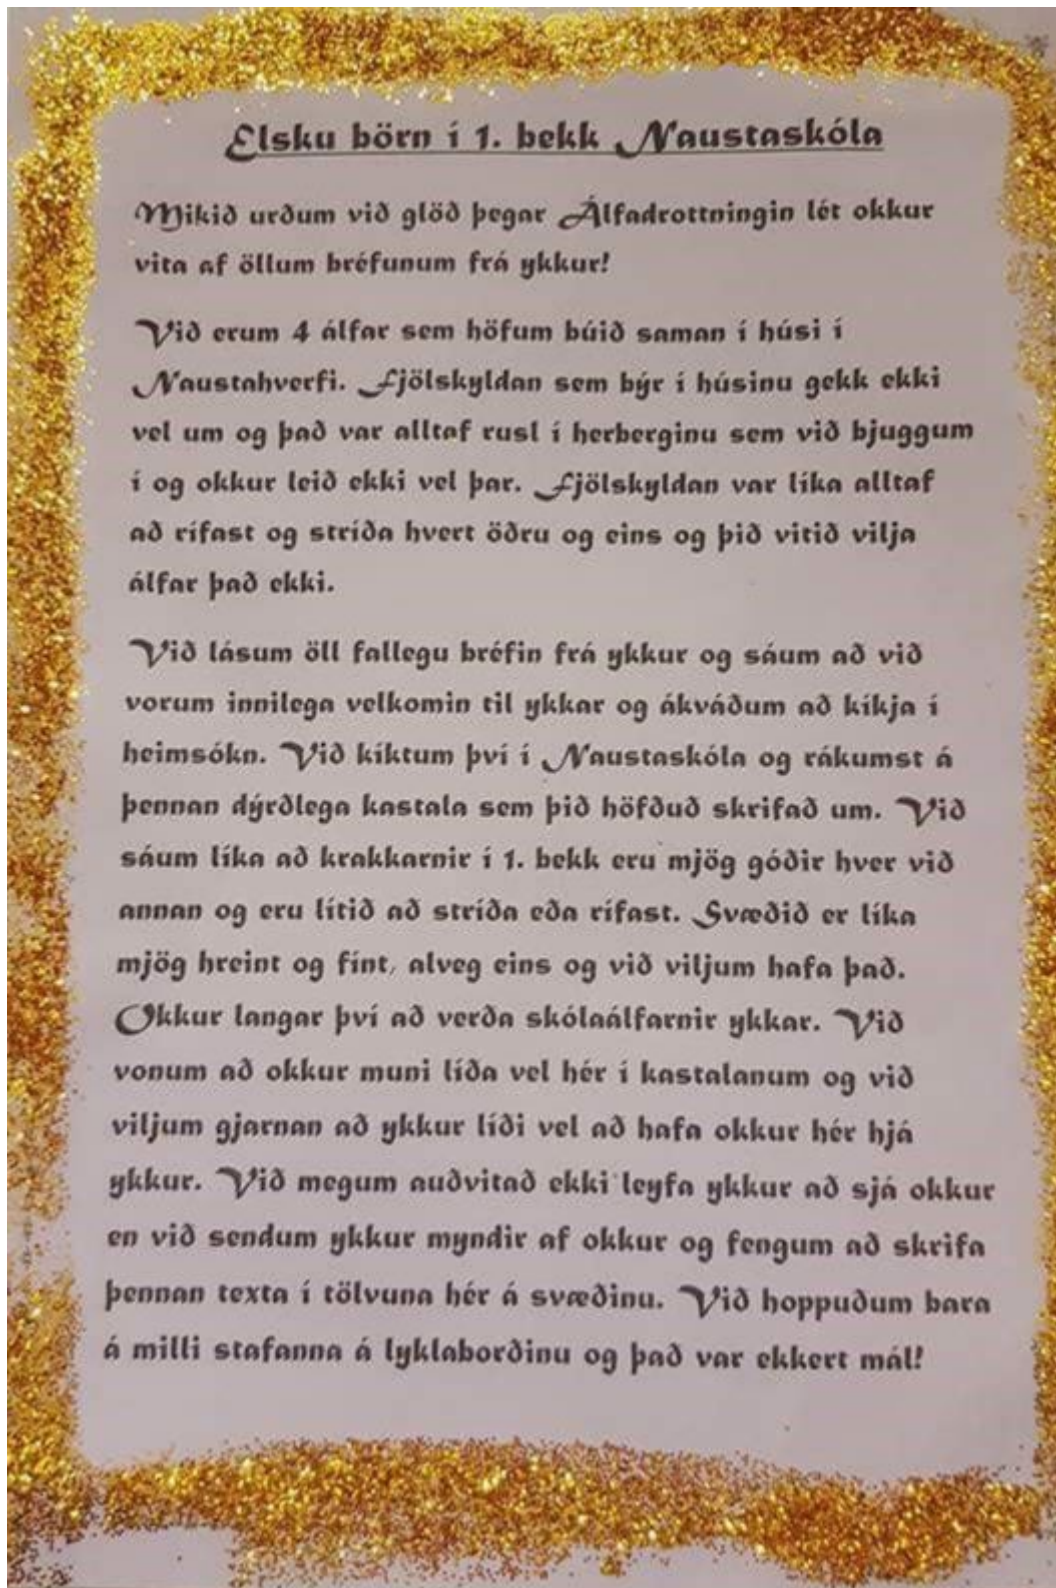 Elsku börn í 1. bekk Naustaskóla
Mikið urðum við glöð þegar Álfadrottningin lét okkur
vita af öllum bréfunum frá ykkur!
Við erum 4 álfar sem höfum búið saman í húsi í
Naustahverfi. Fjölskyldan sem býr í húsinu gekk ekki
vel um og það var alltaf rusl í herberginu sem við bjuggum
í og okkur leið ekki vel þar. Fjölskyldan var líka alltaf
að rífast og stríða hvert öðru og eins og þið vitið vilja
álfar það ekki.
Við lásum öll fallegu bréfin frá ykkur og sáum að við
vorum innilega velkomin til ykkar og ákváðum að kíkja í
heimsókn. Við kíktum því í Naustaskóla og rákumst á
þennan dýrðlega kastala sem þið höfðuð skrifað um. Við
sáum líka að krakkarnir í 1. bekk eru mjög góðir hver við
annan og eru lítið að stríða eða rífast. Svæðið er líka
mjög hreint og fínt, alveg eins og við viljum hafa það.
Okkur langar því að verða skólaálfarnir ykkar. Við
vonum að okkur muni líða vel hér í kastalanum og við
viljum gjarnan að ykkur líði vel að hafa okkur hér hjá
ykkur. Við megum auðvitað ekki leyfa ykkur að sjá okkur
en við sendum ykkur myndir af okkur og fengum að skrifa
þennan texta í tölvuna hér á svæðinu. Við hoppuðum bara
á milli stafanna á lyklaborðinu og það var ekkert mál!